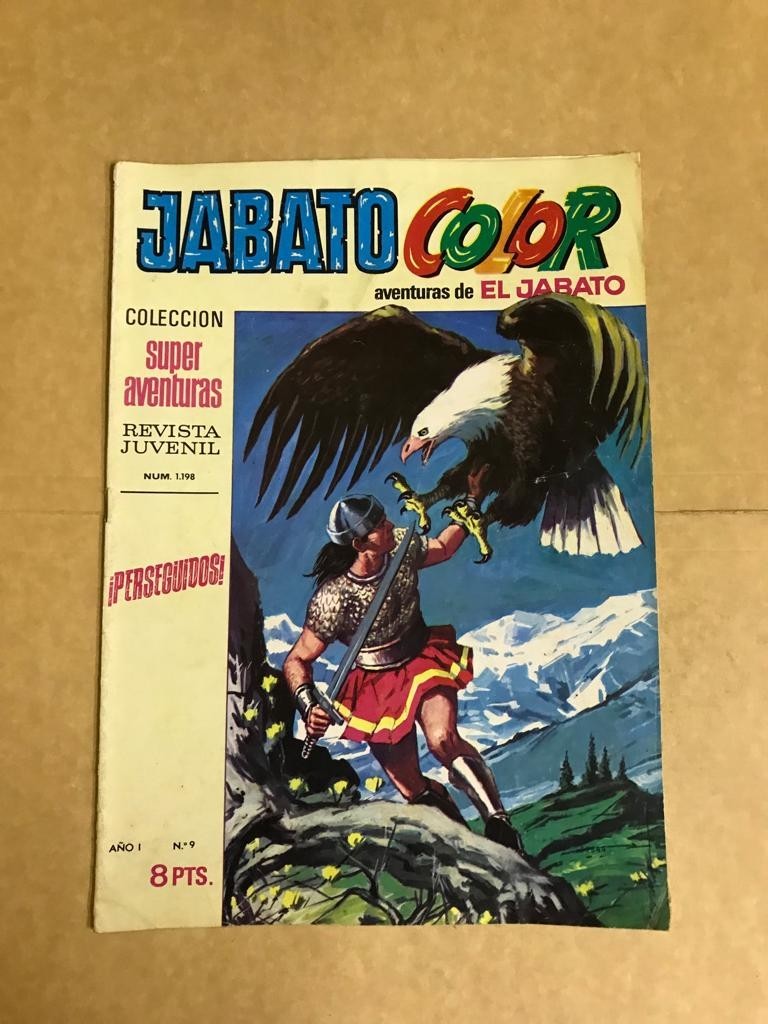 JABATO COLOR
aventuras de EL JABATO
COLECCION
super
aventuras
REVISTA
JUVENIL
NUM. 1.198
¡PERSEGUIDOS!
AÑO I N.º 9
8 PTS.